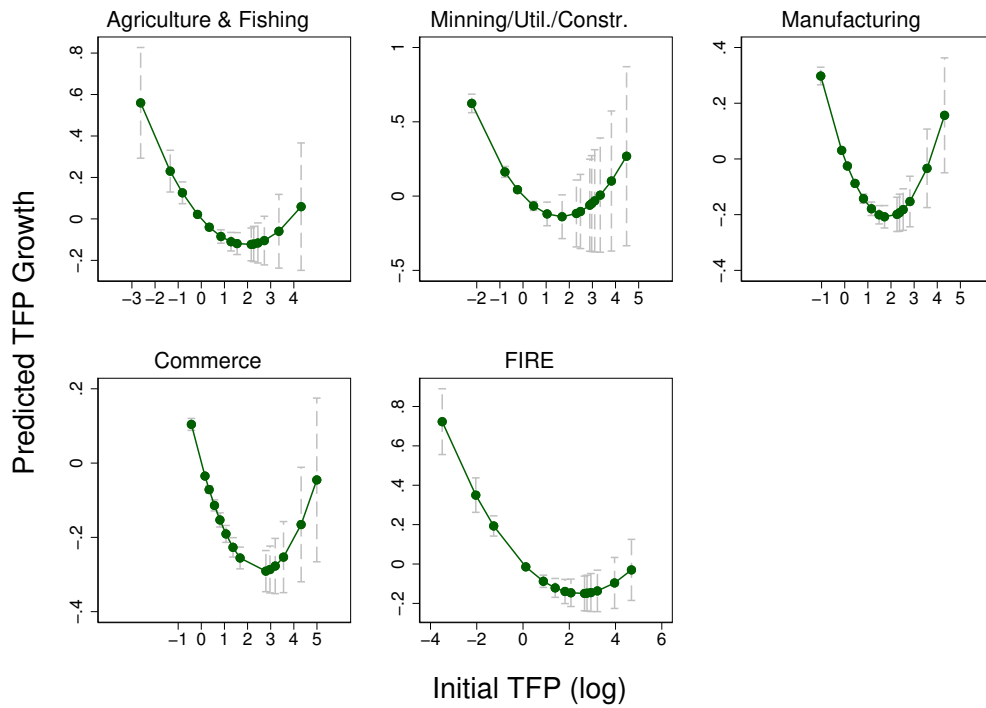 Agriculture & Fishing
Minning/Util./Constr.
Manufacturing
.8
.6
.4
.2
0
−.2
−3 −2 −1 0 1 2 3 4
1
.5
0
−.5
−2 −1 0 1 2 3 4 5
.4
.2
0
−.2
−.4
−1 0 1 2 3 4 5
Predicted TFP Growth
Commerce
FIRE
.2
0
−.2
−.4
−1 0 1 2 3 4 5
.8
.6
.4
.2
0
−.2
−4 −2 0 2 4 6
Initial TFP (log)